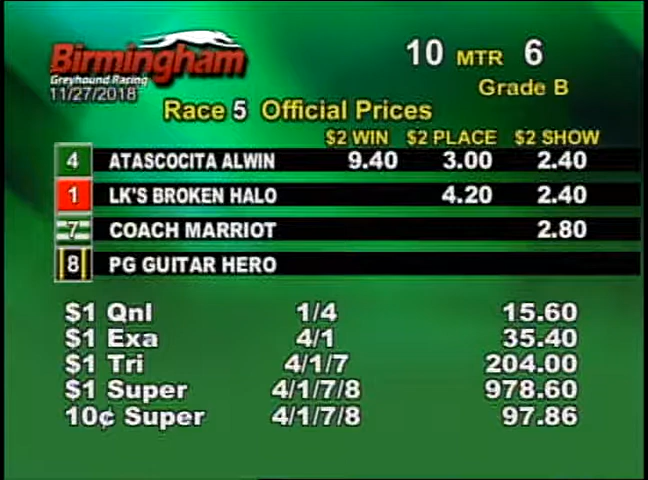 Birmingham
Greyhound Racing
11/27/2018
10 MTR 6
Grade B
Race 5 Official Prices
$2 WIN $2 PLACE $2 SHOW
4 ATASCOCITA ALWIN 9.40 3.00 2.40
1 LK'S BROKEN HALO 4.20 2.40
7 COACH MARRIOT 2.80
8 PG GUITAR HERO
$1 Qnl 1/4 15.60
$1 Exa 4/1 35.40
$1 Tri 4/1/7 204.00
$1 Super 4/1/7/8 978.60
10¢ Super 4/1/7/8 97.86